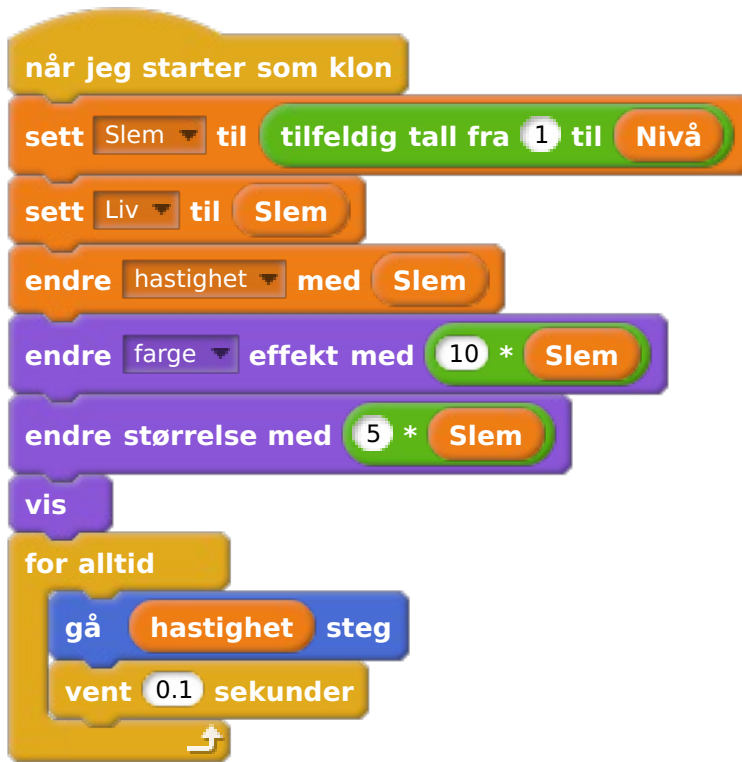 når jeg starter som klon
sett Slem til tilfeldig tall fra 1 til Nivå
sett Liv til Slem
endre hastighet med Slem
endre farge effekt med 10 * Slem
endre størrelse med 5 * Slem
vis
for alltid
gå hastighet steg
vent 0.1 sekunder